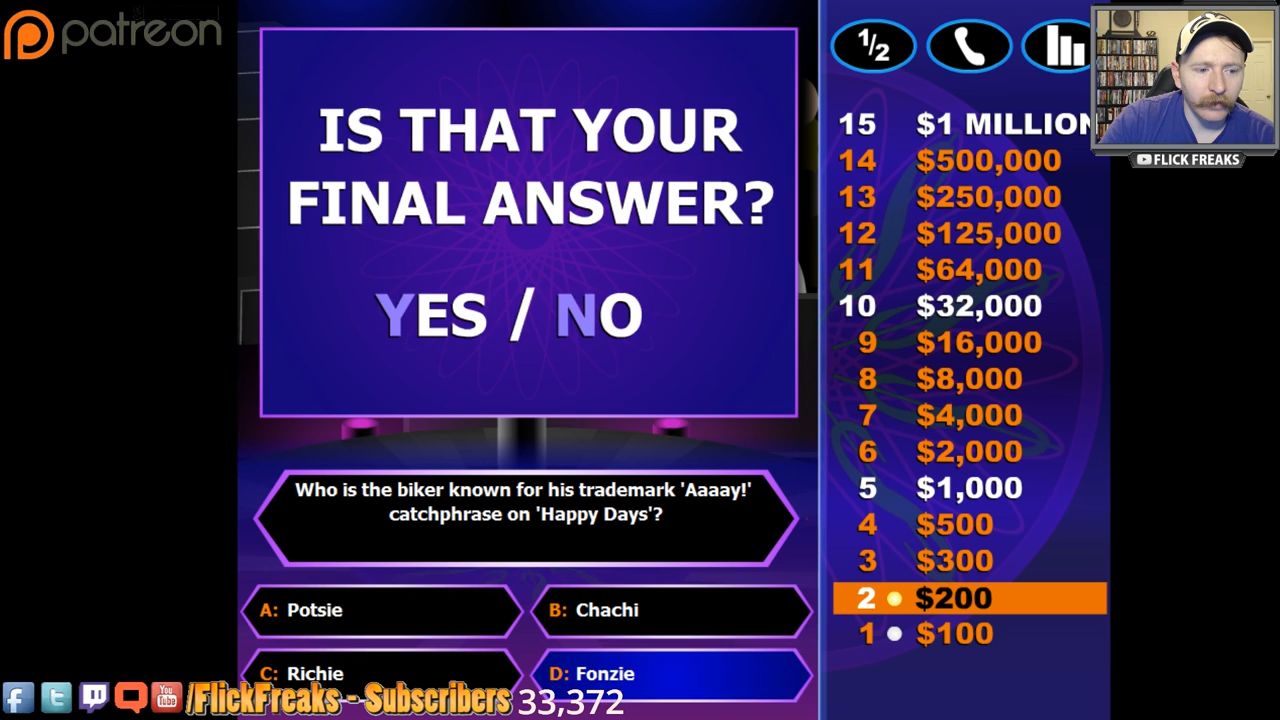 patreon
IS THAT YOUR
FINAL ANSWER?
YES / NO
Who is the biker known for his trademark 'Aaaay!'
catchphrase on 'Happy Days'?
A: Potsie
B: Chachi
C: Richie
D: Fonzie
1/2
15 $1 MILLION
14 $500,000
13 $250,000
12 $125,000
11 $64,000
10 $32,000
9 $16,000
8 $8,000
7 $4,000
6 $2,000
5 $1,000
4 $500
3 $300
2 $200
1 $100
FLICK FREAKS
You Tube /FlickFreaks - Subscribers 33,372